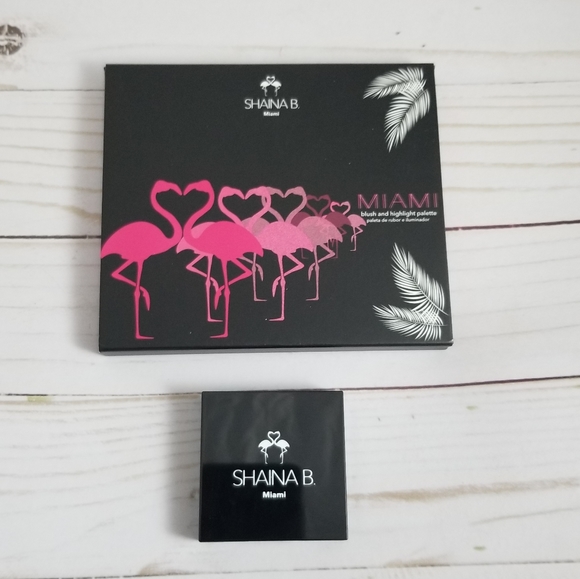 SHAINA B.
Miami
MIAMI
blush and highlight palette
paleta de rubor e iluminador
SHAINA B.
Miami